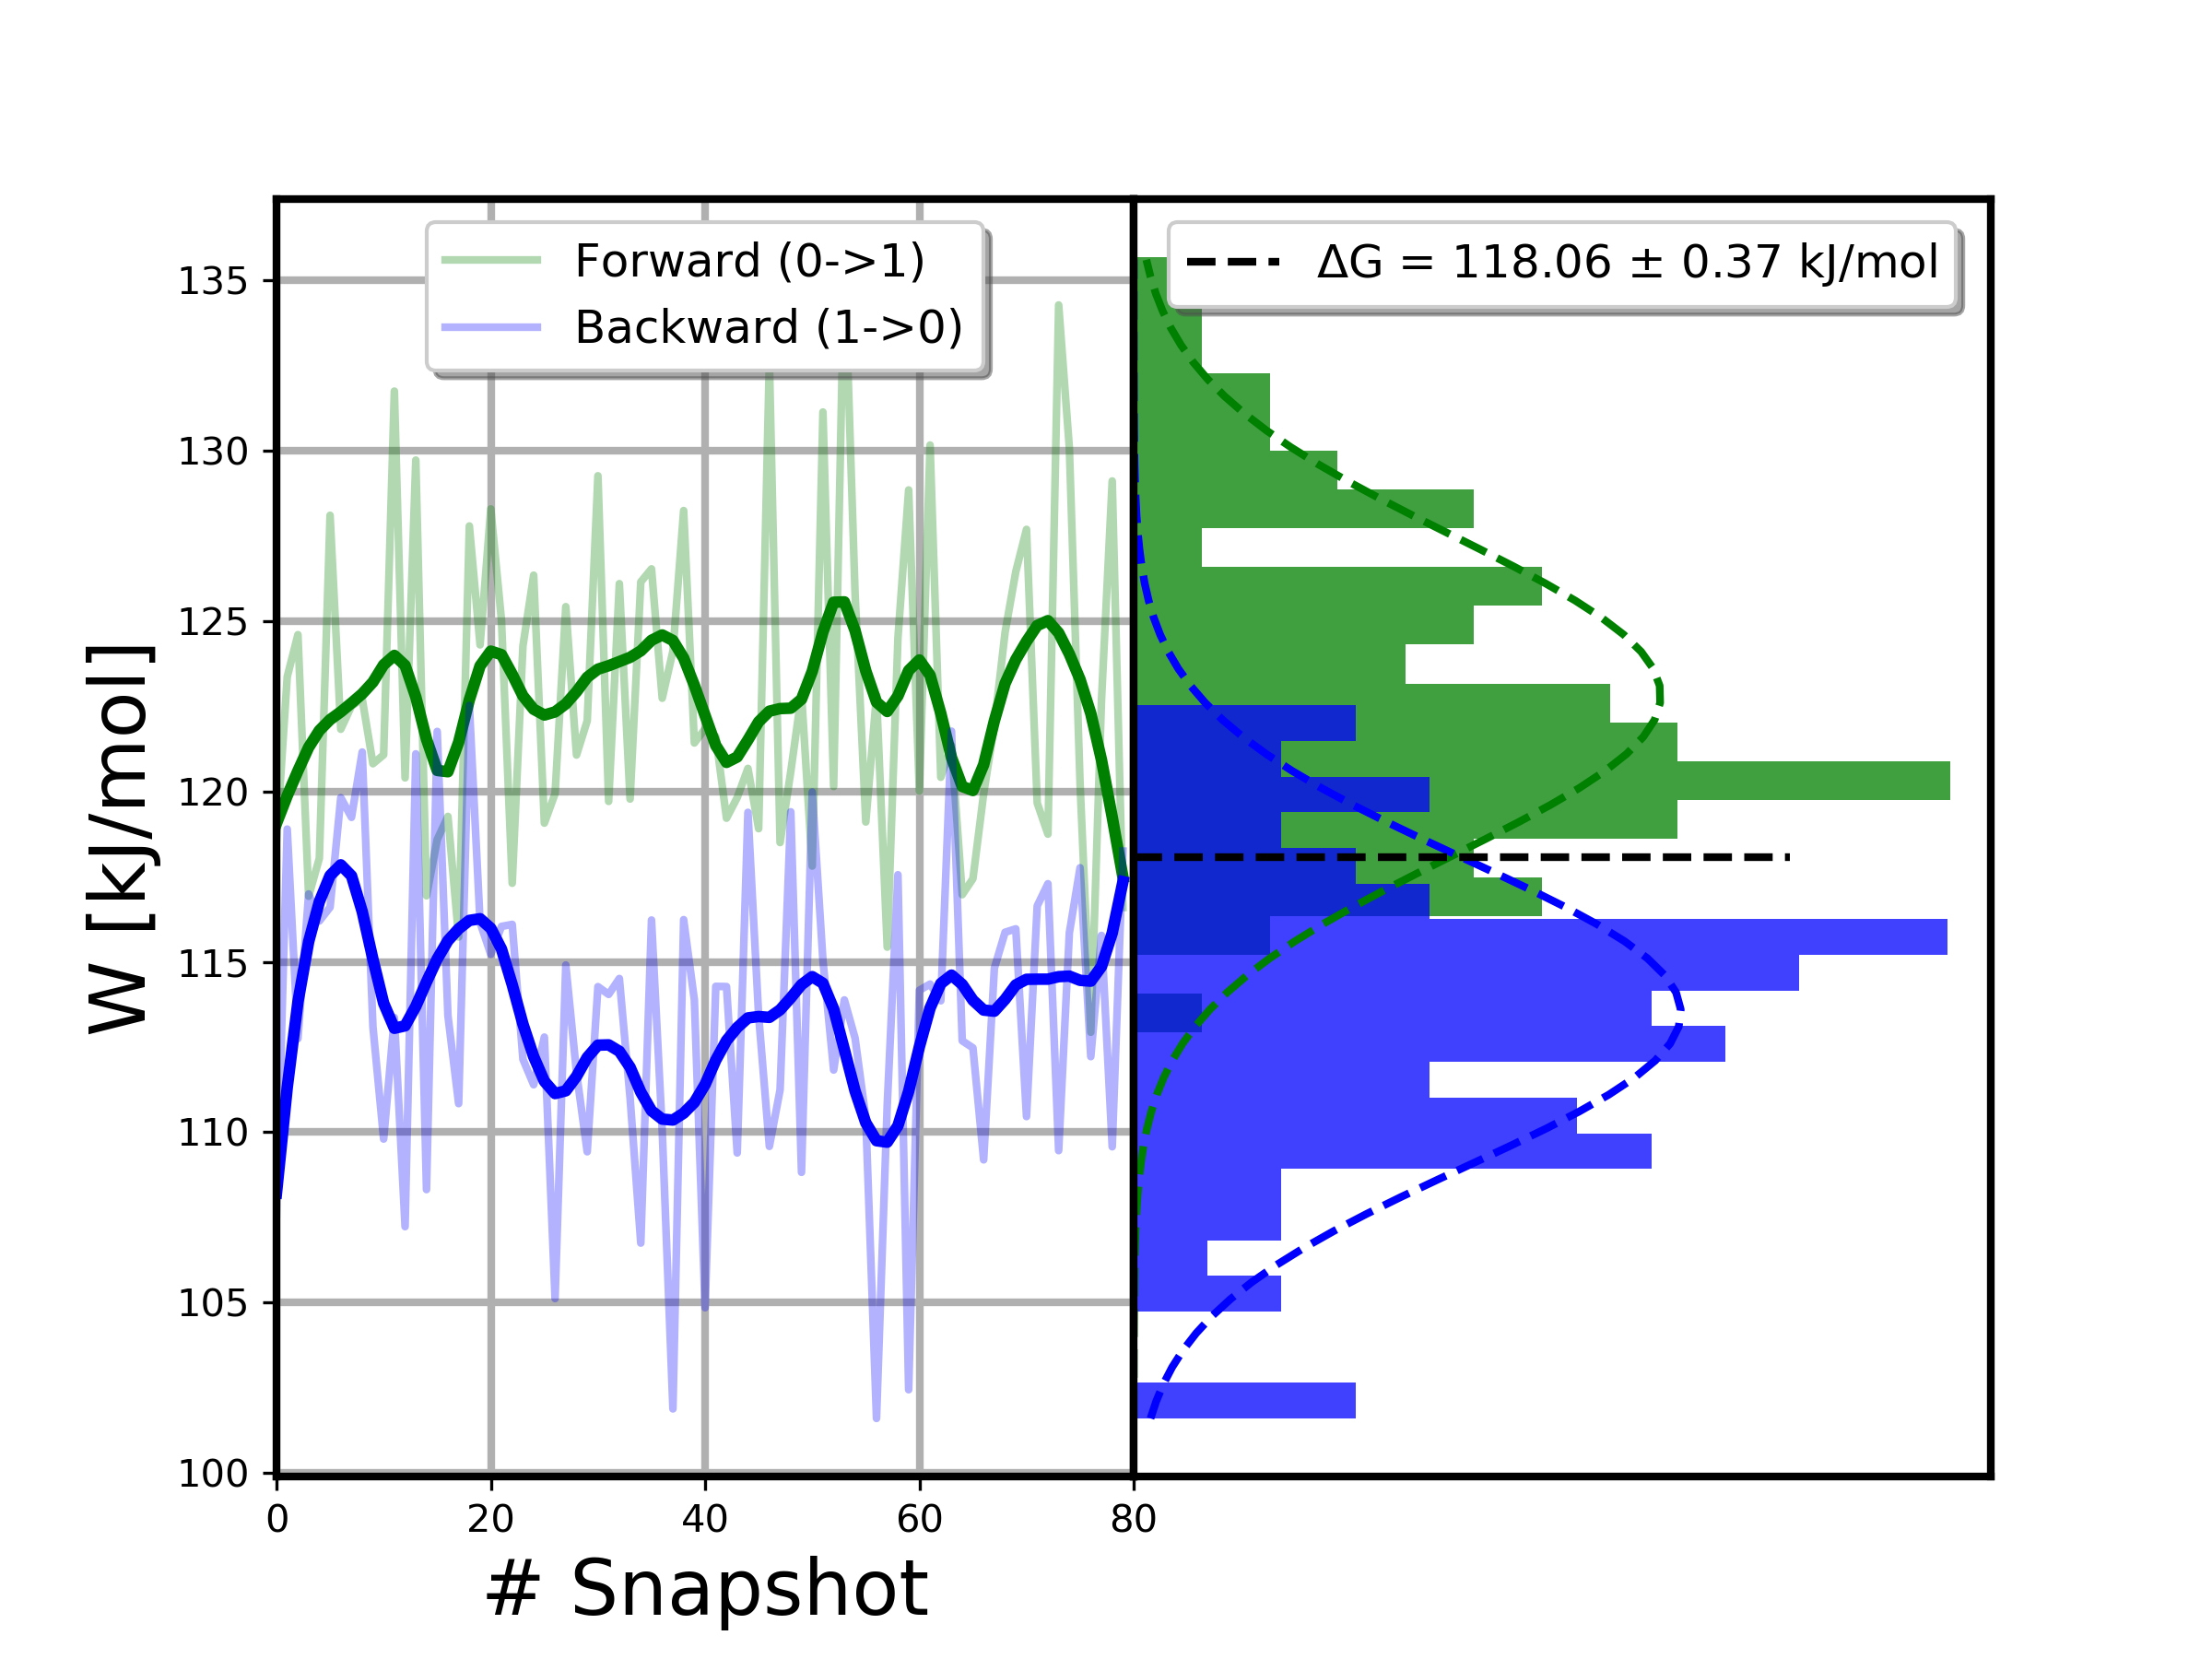 Forward (0->1)
Backward (1->0)
ΔG = 118.06 ± 0.37 kJ/mol
W [kJ/mol]
135
130
125
120
115
110
105
100
0 20 40 60 80
# Snapshot